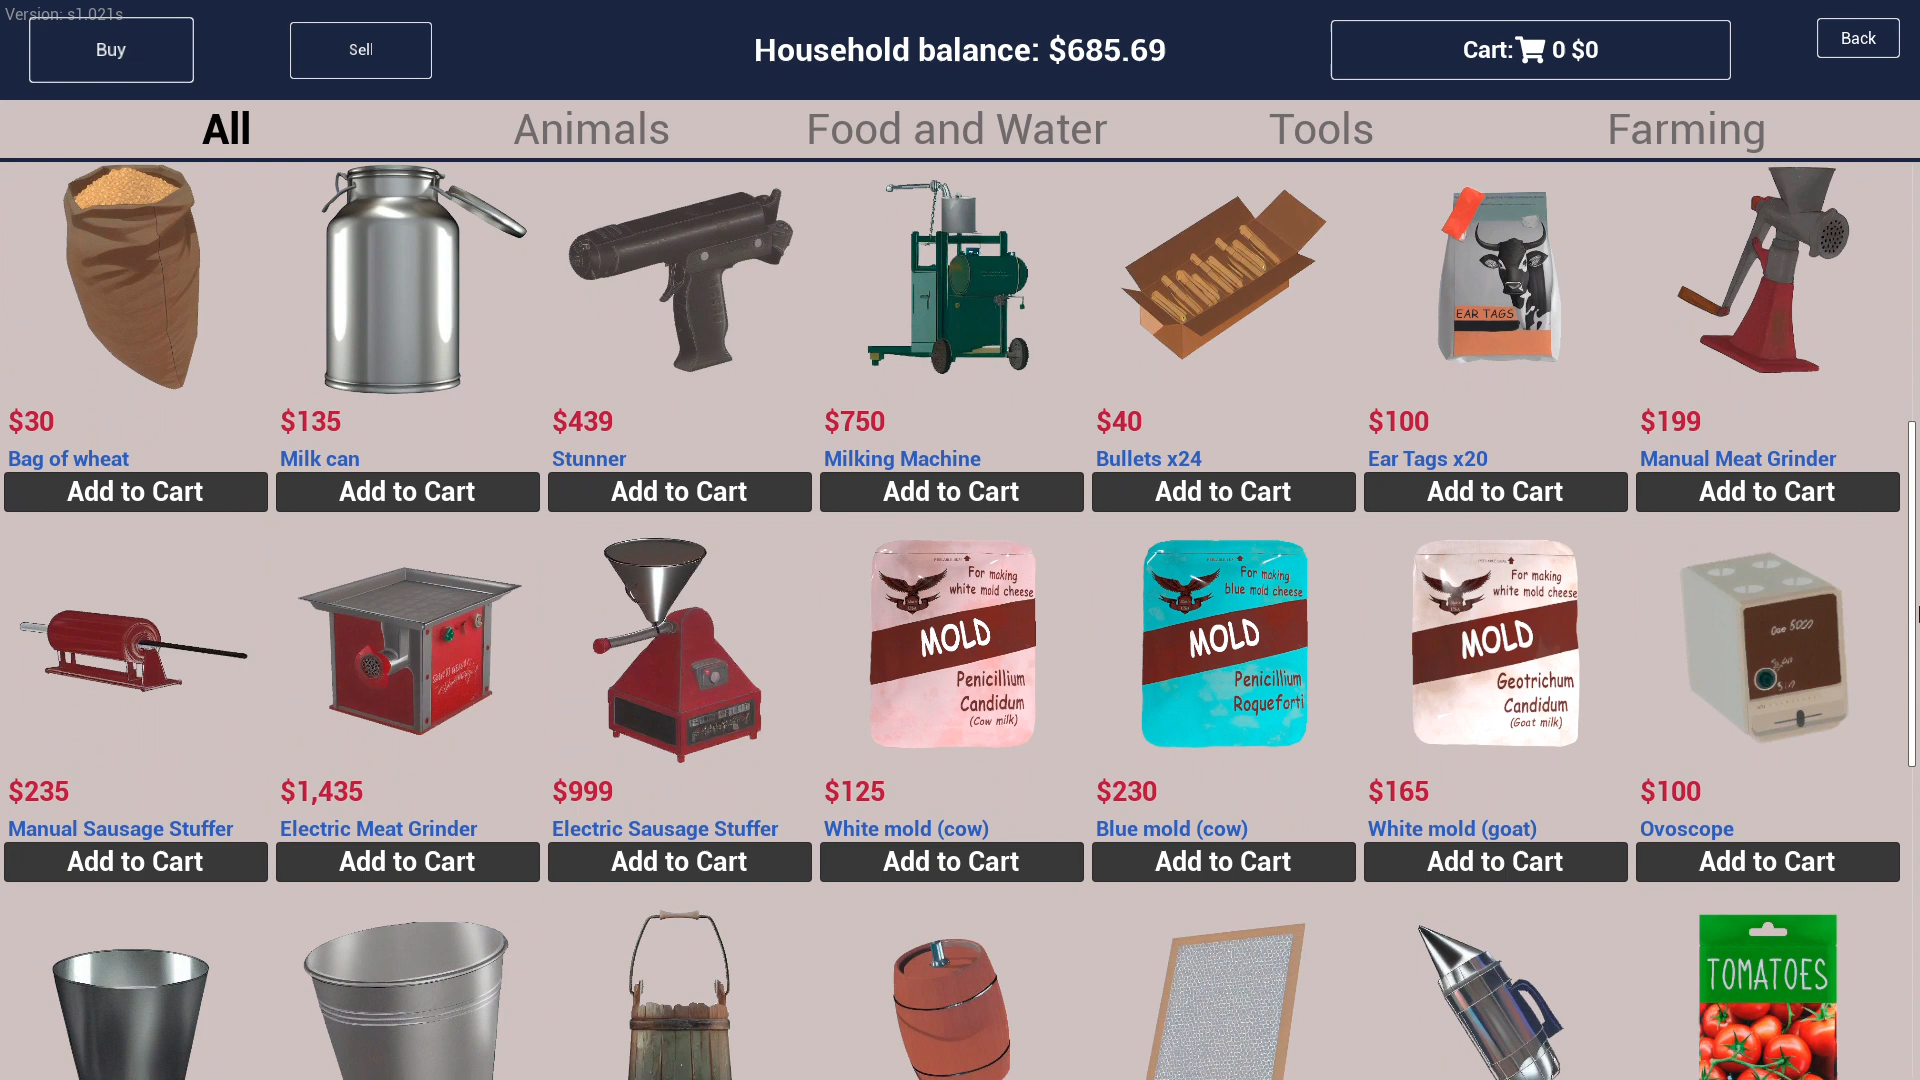 Version: s1.021s
Buy
Sell
Household balance: $685.69
Cart: 0 $0
Back
All
Animals
Food and Water
Tools
Farming
EAR TAGS
$30
$135
$439
$750
$40
$100
$199
Bag of wheat
Milk can
Stunner
Milking Machine
Bullets x24
Ear Tags x20
Manual Meat Grinder
Add to Cart
Add to Cart
Add to Cart
Add to Cart
Add to Cart
Add to Cart
Add to Cart
For making
white mold cheese
MOLD
Penicillium
Candidum
(Cow milk)
For making
blue mold cheese
MOLD
Penicillium
Roqueforti
For making
white mold cheese
MOLD
Geotrichum
Candidum
(Goat milk)
$235
$1,435
$999
$125
$230
$165
$100
Manual Sausage Stuffer
Electric Meat Grinder
Electric Sausage Stuffer
White mold (cow)
Blue mold (cow)
White mold (goat)
Ovoscope
Add to Cart
Add to Cart
Add to Cart
Add to Cart
Add to Cart
Add to Cart
Add to Cart
TOMATOES